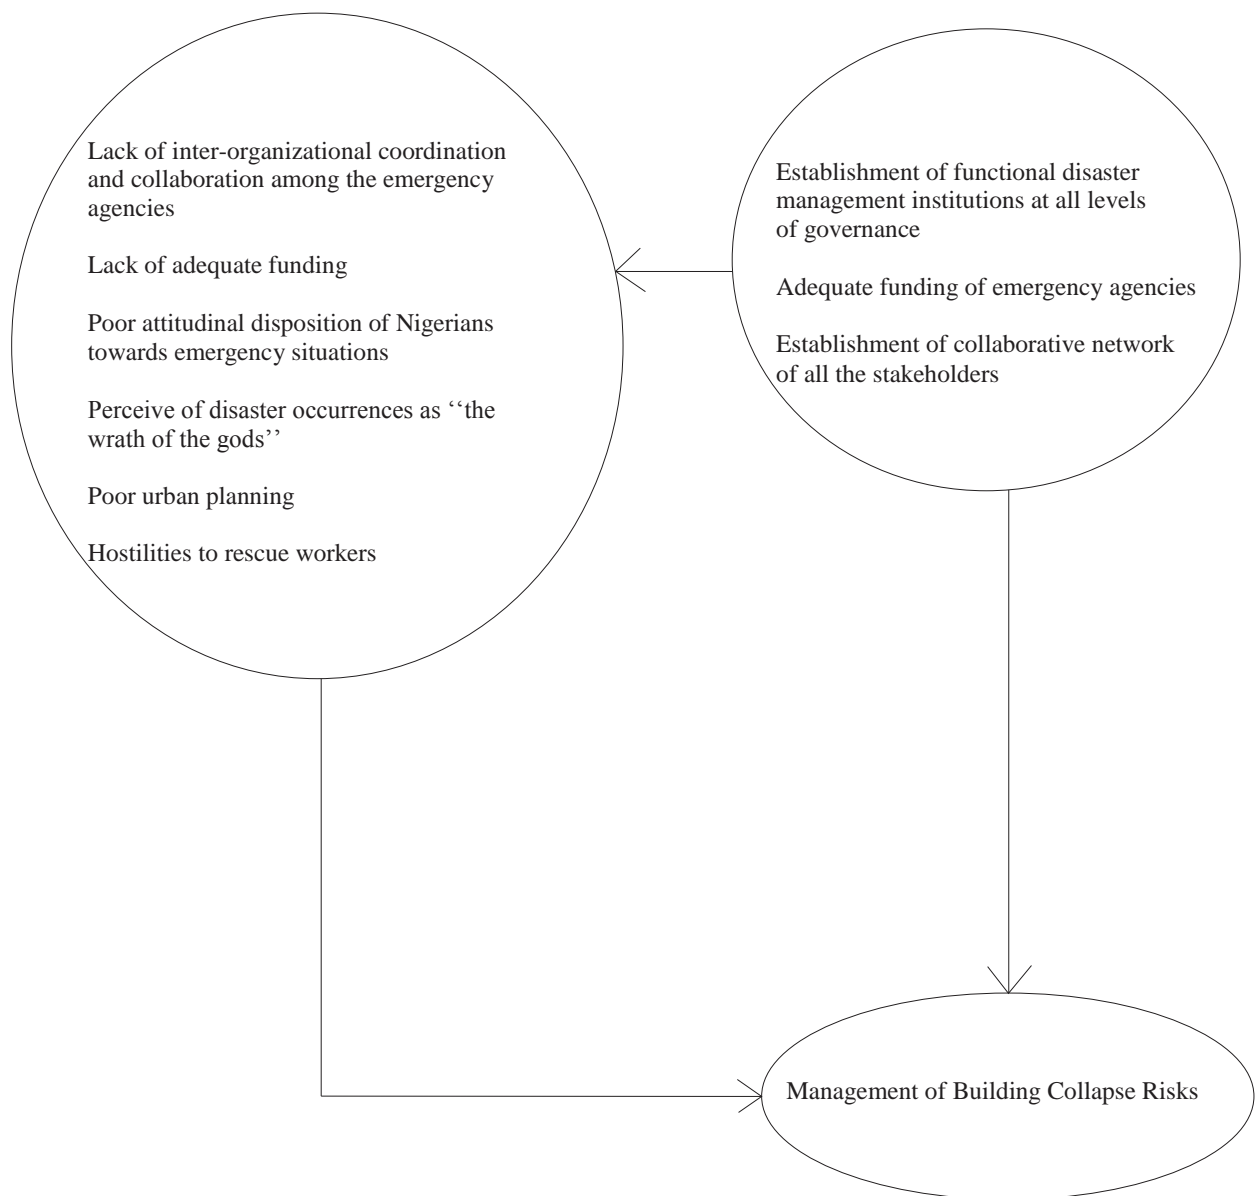 Lack of inter-organizational coordination
and collaboration among the emergency
agencies
Lack of adequate funding
Poor attitudinal disposition of Nigerians
towards emergency situations
Perceive of disaster occurrences as ‘‘the
wrath of the gods’’
Poor urban planning
Hostilities to rescue workers
Establishment of functional disaster
management institutions at all levels
of governance
Adequate funding of emergency agencies
Establishment of collaborative network
of all the stakeholders
Management of Building Collapse Risks